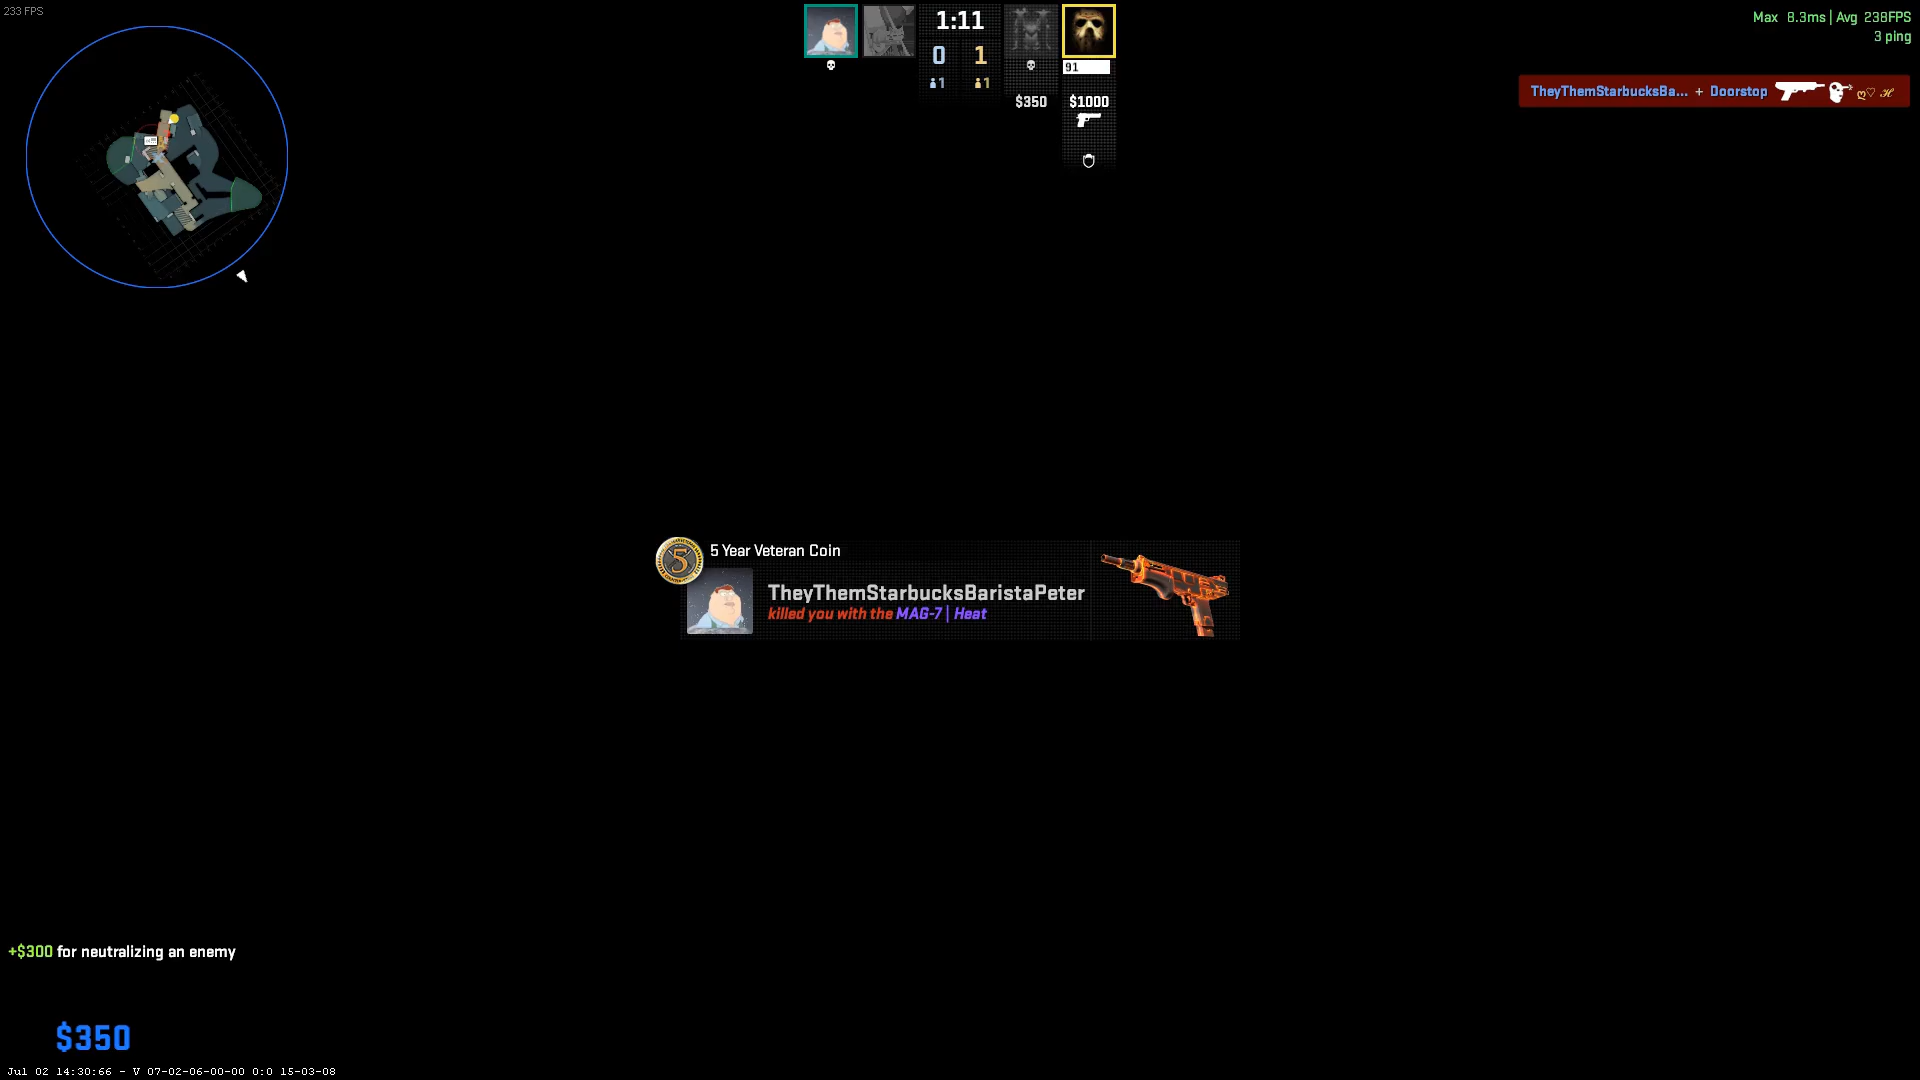 233 FPS
1:11
0 1
1 1
91
$350 $1000
Max 8.3ms | Avg 238FPS
3 ping
TheyThemStarbucksBa... + Doorstop ღ♡ ℋ
5 Year Veteran Coin
5
TheyThemStarbucksBaristaPeter
killed you with the MAG-7 | Heat
+$300 for neutralizing an enemy
$350
Jul 02 14:30:66 - V 07-02-06-00-00 0:0 15-03-08